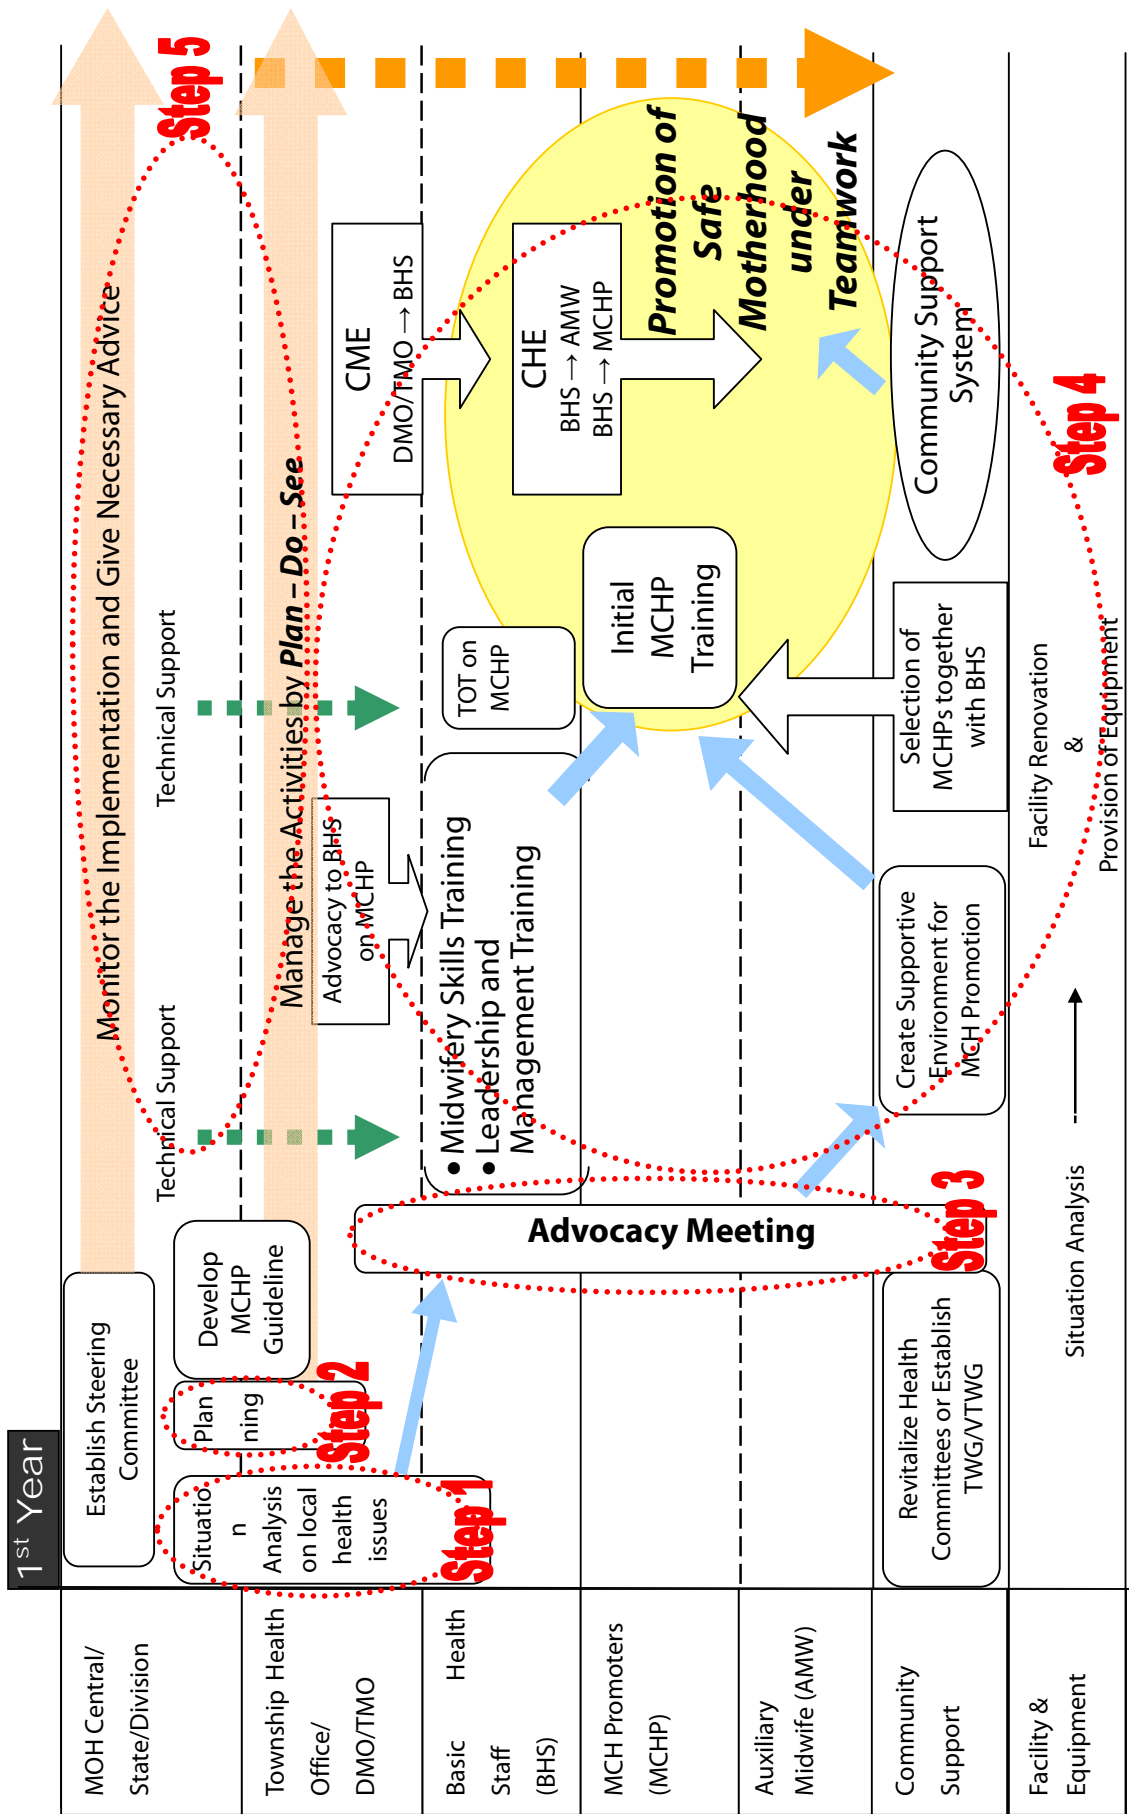 1st Year
MOH Central/
State/Division
Establish Steering
Committee
Monitor the Implementation and Give Necessary Advice
Technical Support
Technical Support
Step 5
Township Health
Office/
DMO/TMO
Situatio
n
Analysis
on local
health
issues
Step 1
Plan
ning
Step 2
Develop
MCHP
Guideline
Manage the Activities by Plan – Do – See
Advocacy to BHS
on MCHP
CME
DMO/TMO → BHS
Basic Health
Staff
(BHS)
• Midwifery Skills Training
• Leadership and
Management Training
TOT on
MCHP
CHE
BHS → AMW
BHS → MCHP
MCH Promoters
(MCHP)
Advocacy Meeting
Step 3
Initial
MCHP
Training
Promotion of
Safe
Motherhood
under
Teamwork
Auxiliary
Midwife (AMW)
Community
Support
Revitalize Health
Committees or Establish
TWG/VTWG
Create Supportive
Environment for
MCH Promotion
Selection of
MCHPs together
with BHS
Community Support
System
Step 4
Facility &
Equipment
Situation Analysis →
Facility Renovation
&
Provision of Equipment